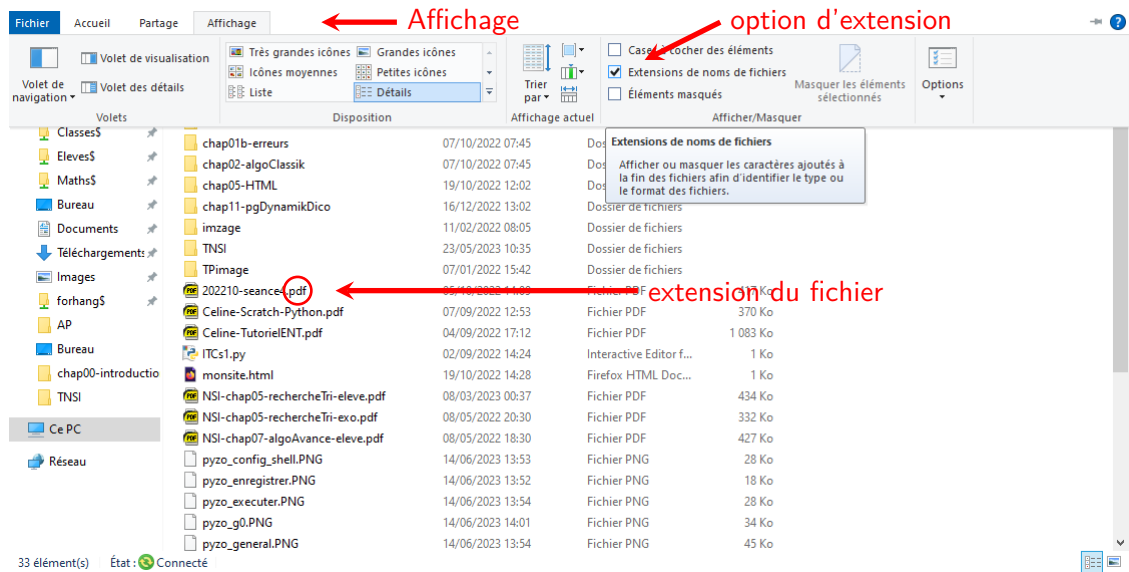 Fichier Accueil Partage Affichage
Affichage
option d'extension
Volet de navigation
Volet de visualisation
Volet des détails
Volets
Très grandes icônes Grandes icônes
Icônes moyennes Petites icônes
Liste Détails
Disposition
Trier par
Affichage actuel
Cases à cocher des éléments
Extensions de noms de fichiers
Éléments masqués
Masquer les éléments sélectionnés
Afficher/Masquer
Options
Extensions de noms de fichiers
Afficher ou masquer les caractères ajoutés à
la fin des fichiers afin d'identifier le type ou
le format des fichiers.
Classes$
Eleves$
Maths$
Bureau
Documents
Téléchargements
Images
forhang$
AP
Bureau
chap00-introductio
TNSI
Ce PC
Réseau
chap01b-erreurs 07/10/2022 07:45
chap02-algoClassik 07/10/2022 07:45
chap05-HTML 19/10/2022 12:02
chap11-pgDynamikDico 16/12/2022 13:02 Dossier de fichiers
imzage 11/02/2022 08:05 Dossier de fichiers
TNSI 23/05/2023 10:35 Dossier de fichiers
TPimage 07/01/2022 15:42 Dossier de fichiers
202210-seance4.pdf 05/10/2022 14:09 Fichier PDF 417 Ko
extension du fichier
Celine-Scratch-Python.pdf 07/09/2022 12:53 Fichier PDF 370 Ko
Celine-TutorielENT.pdf 04/09/2022 17:12 Fichier PDF 1 083 Ko
ITCs1.py 02/09/2022 14:24 Interactive Editor f... 1 Ko
monsite.html 19/10/2022 14:28 Firefox HTML Doc... 1 Ko
NSI-chap05-rechercheTri-eleve.pdf 08/03/2023 00:37 Fichier PDF 434 Ko
NSI-chap05-rechercheTri-exo.pdf 08/05/2022 20:30 Fichier PDF 332 Ko
NSI-chap07-algoAvance-eleve.pdf 08/05/2022 18:30 Fichier PDF 427 Ko
pyzo_config_shell.PNG 14/06/2023 13:53 Fichier PNG 28 Ko
pyzo_enregistrer.PNG 14/06/2023 13:52 Fichier PNG 18 Ko
pyzo_executer.PNG 14/06/2023 13:54 Fichier PNG 28 Ko
pyzo_g0.PNG 14/06/2023 14:01 Fichier PNG 34 Ko
pyzo_general.PNG 14/06/2023 13:54 Fichier PNG 45 Ko
33 élément(s) État : Connecté